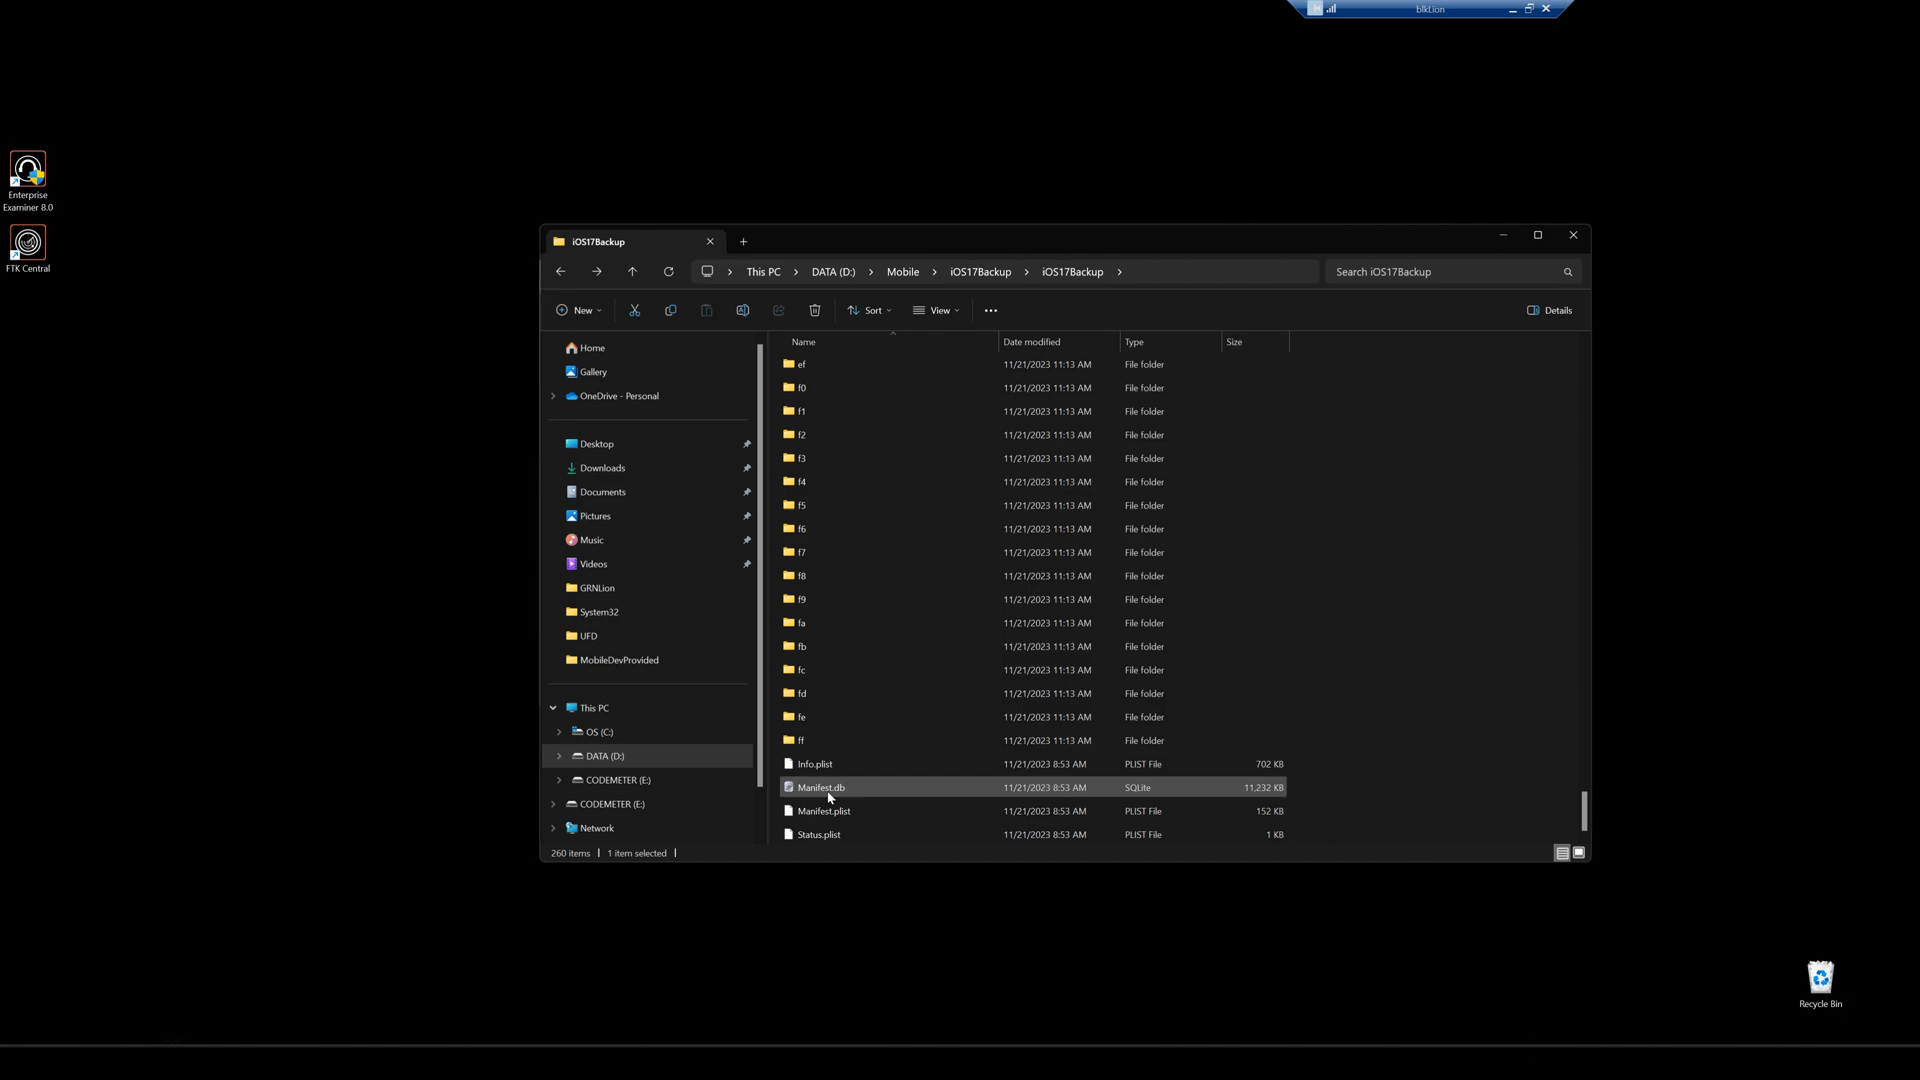 blkLion
Enterprise
Examiner 8.0
FTK Central
iOS17Backup
This PC
DATA (D:)
Mobile
iOS17Backup
iOS17Backup
Search iOS17Backup
New
Sort
View
Details
Home
Gallery
OneDrive - Personal
Desktop
Downloads
Documents
Pictures
Music
Videos
GRNLion
System32
UFD
MobileDevProvided
This PC
OS (C:)
DATA (D:)
CODEMETER (E:)
CODEMETER (E:)
Network
Name Date modified Type Size
ef 11/21/2023 11:13 AM File folder
f0 11/21/2023 11:13 AM File folder
f1 11/21/2023 11:13 AM File folder
f2 11/21/2023 11:13 AM File folder
f3 11/21/2023 11:13 AM File folder
f4 11/21/2023 11:13 AM File folder
f5 11/21/2023 11:13 AM File folder
f6 11/21/2023 11:13 AM File folder
f7 11/21/2023 11:13 AM File folder
f8 11/21/2023 11:13 AM File folder
f9 11/21/2023 11:13 AM File folder
fa 11/21/2023 11:13 AM File folder
fb 11/21/2023 11:13 AM File folder
fc 11/21/2023 11:13 AM File folder
fd 11/21/2023 11:13 AM File folder
fe 11/21/2023 11:13 AM File folder
ff 11/21/2023 11:13 AM File folder
Info.plist 11/21/2023 8:53 AM PLIST File 702 KB
Manifest.db 11/21/2023 8:53 AM SQLite 11,232 KB
Manifest.plist 11/21/2023 8:53 AM PLIST File 152 KB
Status.plist 11/21/2023 8:53 AM PLIST File 1 KB
260 items 1 item selected
Recycle Bin